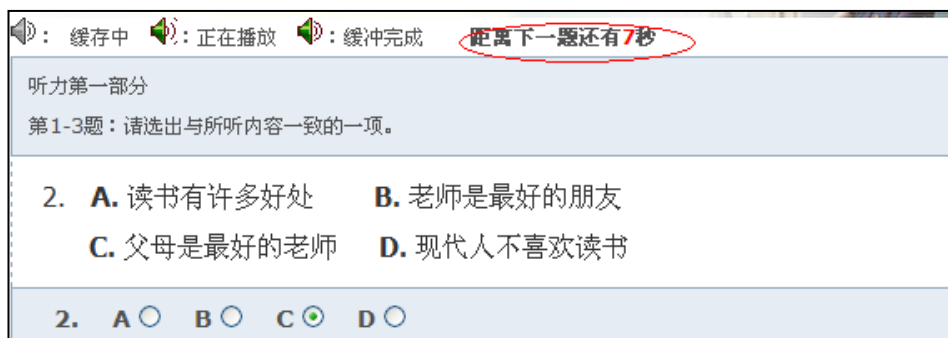 ： 缓存中 ：正在播放 ：缓冲完成 距离下一题还有7秒
听力第一部分
第1-3题：请选出与所听内容一致的一项。
2. A. 读书有许多好处 B. 老师是最好的朋友
C. 父母是最好的老师 D. 现代人不喜欢读书
2. A B C D